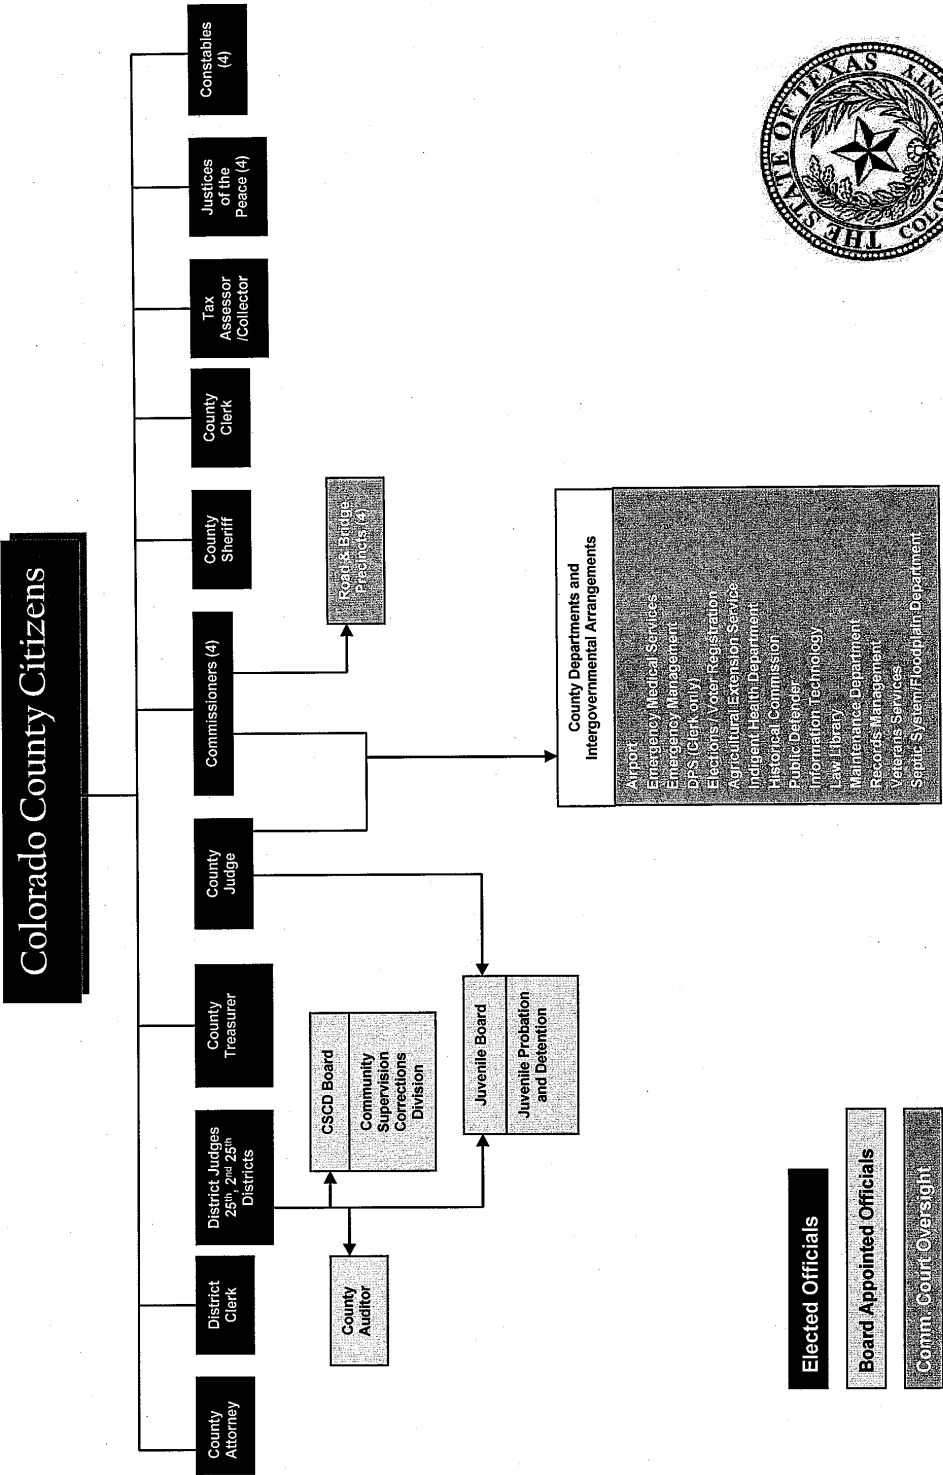 Colorado County Citizens
County
Attorney
District
Clerk
District Judges
25th, 2nd 25th
Districts
County
Treasurer
County
Judge
Commissioners (4)
County
Sheriff
County
Clerk
Tax
Assessor
/Collector
Justices
of the
Peace (4)
Constables
(4)
County
Auditor
CSCD Board
Community
Supervision
Corrections
Division
Road & Bridge
Precincts (4)
Juvenile Board
Juvenile Probation
and Detention
County Departments and
Intergovernmental Arrangements
Airport
Emergency Medical Services
Emergency Management
DPS (Clerk only)
Elections / Voter Registration
Agricultural Extension Service
Indigent Health Department
Historical Commission
Public Defender
Information Technology
Law Library
Maintenance Department
Records Management
Veterans Services
Septic System/Floodplain Department
Elected Officials
Board Appointed Officials
Comm. Court Oversight
THE STATE OF TEXAS